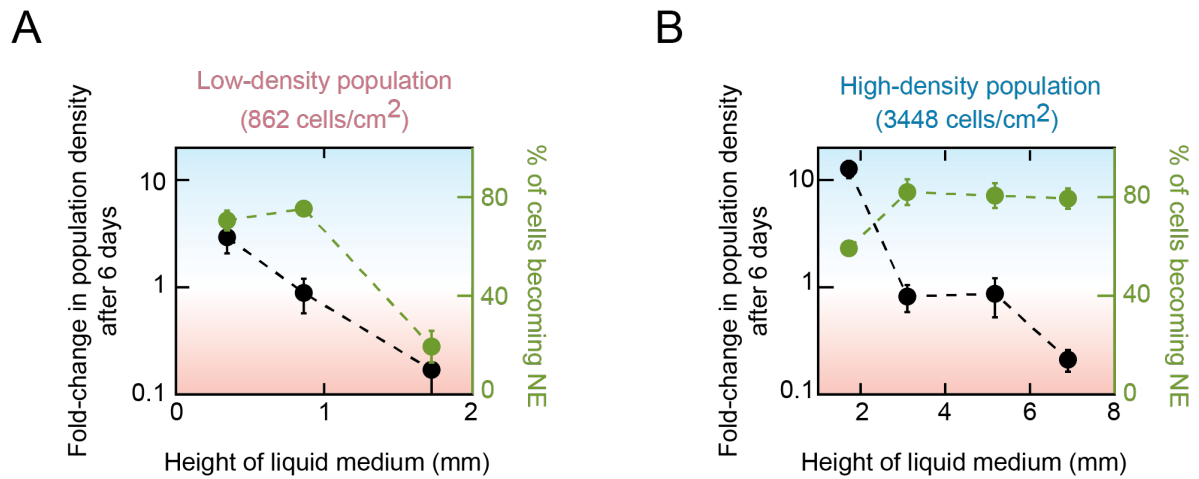 A
Low-density population
(862 cells/cm2)
Fold-change in population density
after 6 days
10
1
0.1
0
1
2
80
40
0
% of cells becoming NE
Height of liquid medium (mm)
B
High-density population
(3448 cells/cm2)
Fold-change in population density
after 6 days
10
1
0.1
2
4
6
8
80
40
0
% of cells becoming NE
Height of liquid medium (mm)